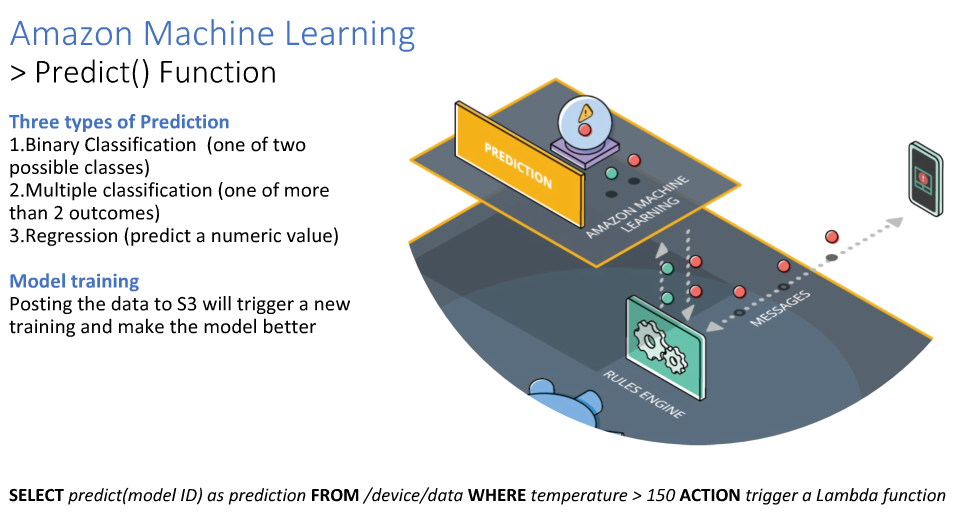 Amazon Machine Learning
> Predict() Function
Three types of Prediction
1.Binary Classification (one of two
possible classes)
2.Multiple classification (one of more
than 2 outcomes)
3.Regression (predict a numeric value)
Model training
Posting the data to S3 will trigger a new
training and make the model better
PREDICTION
AMAZON MACHINE
LEARNING
MESSAGES
RULES ENGINE
SELECT predict(model ID) as prediction FROM /device/data WHERE temperature > 150 ACTION trigger a Lambda function